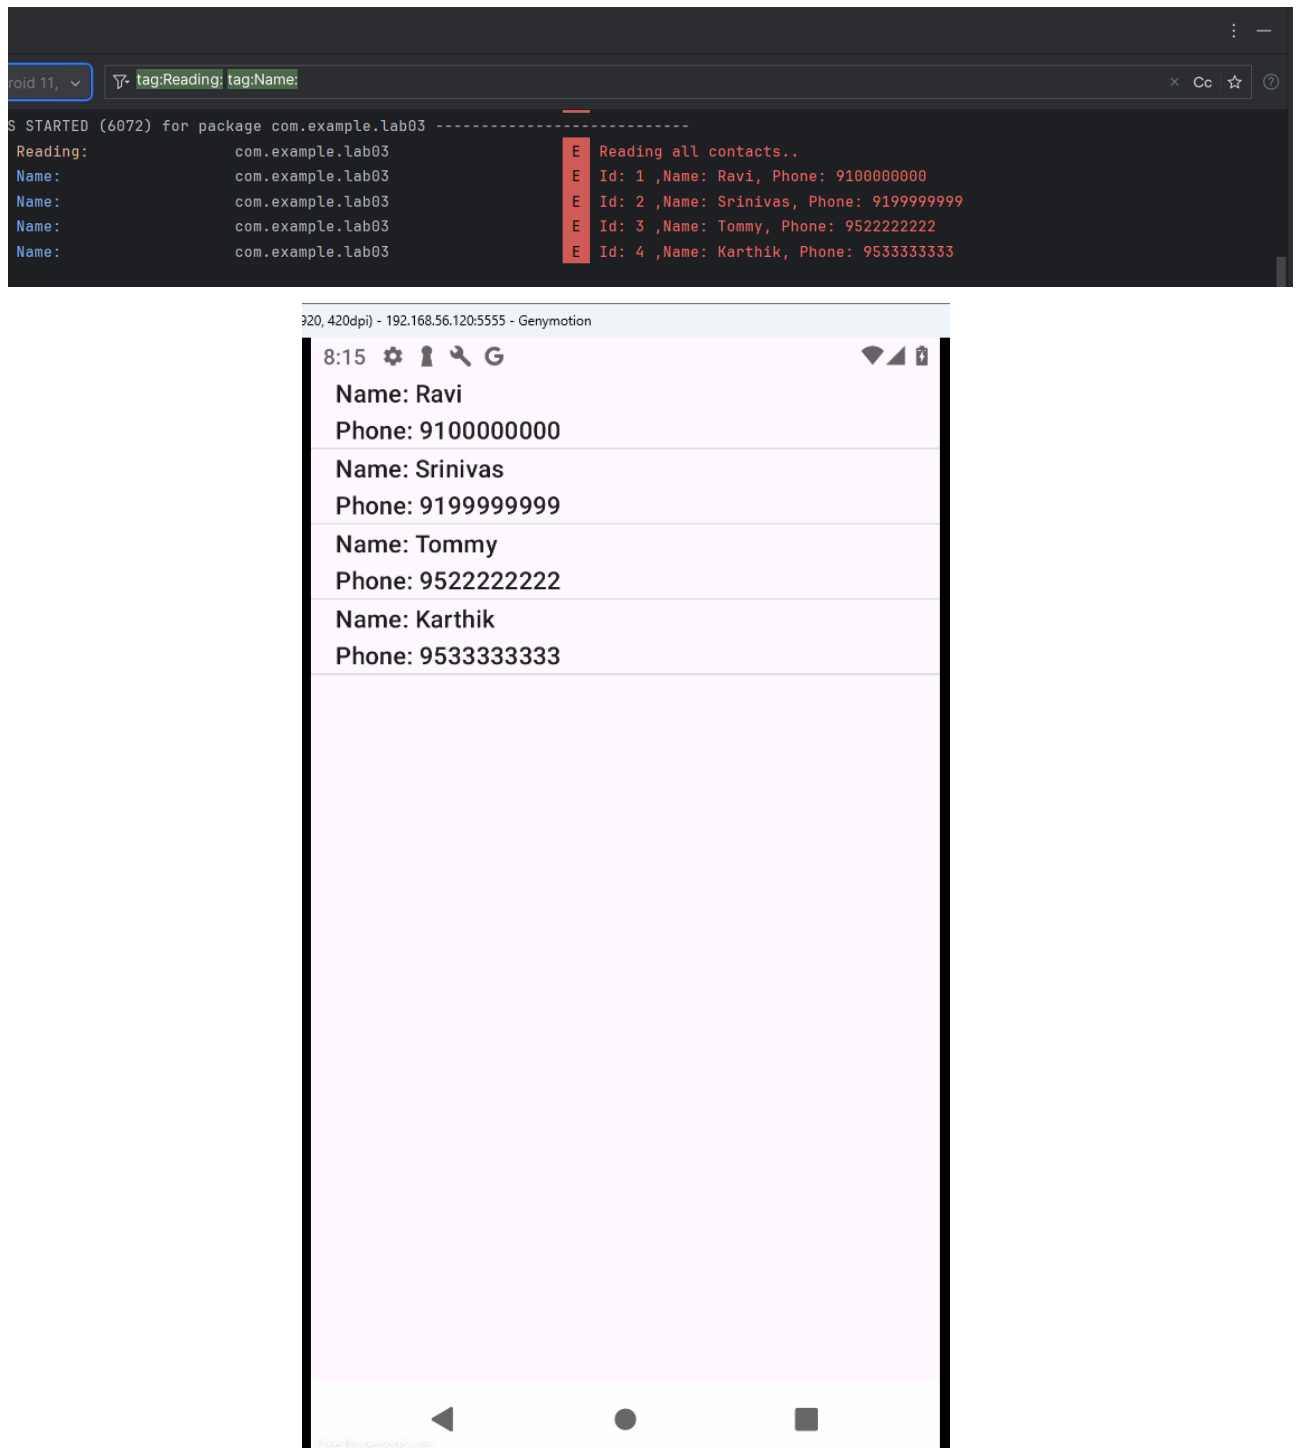 roid 11,
tag:Reading: tag:Name:
Cc
S STARTED (6072) for package com.example.lab03 ----------------------------
Reading: com.example.lab03 E Reading all contacts..
Name: com.example.lab03 E Id: 1 ,Name: Ravi, Phone: 9100000000
Name: com.example.lab03 E Id: 2 ,Name: Srinivas, Phone: 9199999999
Name: com.example.lab03 E Id: 3 ,Name: Tommy, Phone: 9522222222
Name: com.example.lab03 E Id: 4 ,Name: Karthik, Phone: 9533333333
920, 420dpi) - 192.168.56.120:5555 - Genymotion
8:15 G
Name: Ravi
Phone: 9100000000
Name: Srinivas
Phone: 9199999999
Name: Tommy
Phone: 9522222222
Name: Karthik
Phone: 9533333333